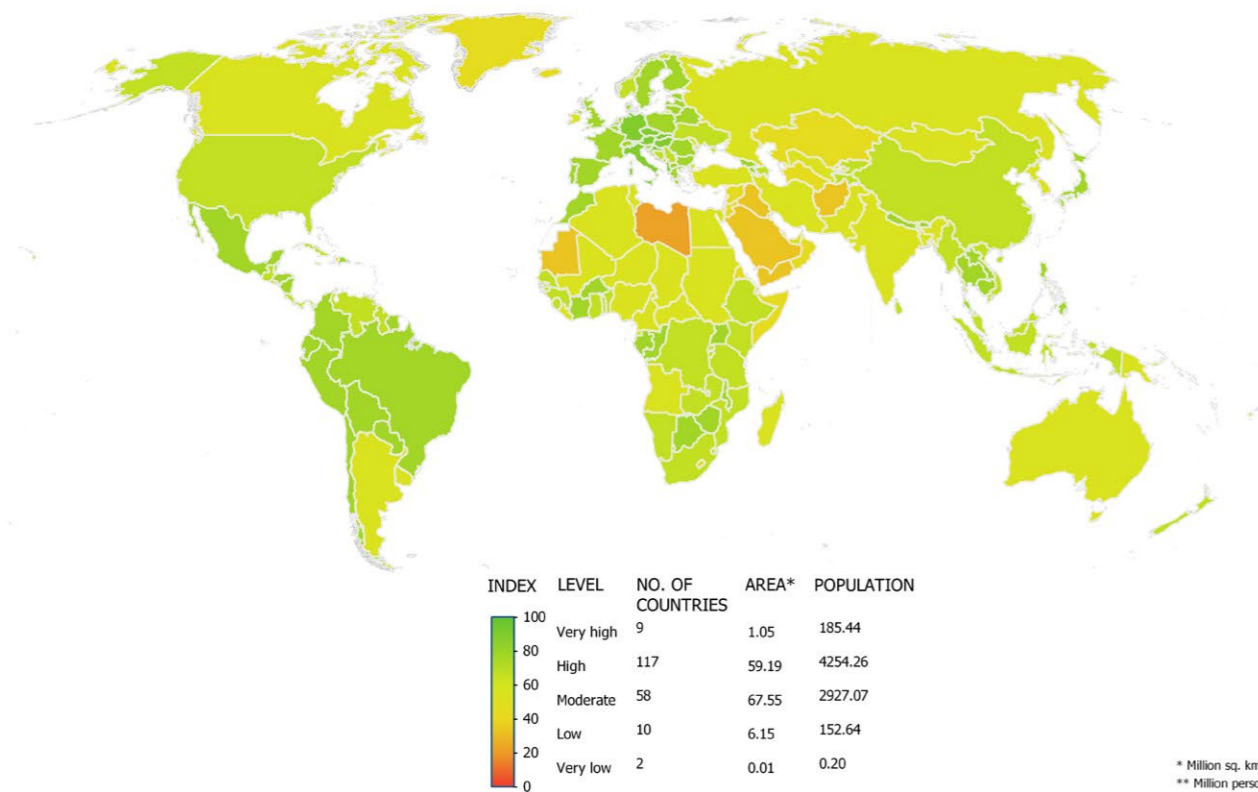 INDEX LEVEL NO. OF COUNTRIES AREA* POPULATION
100
Very high 9 1.05 185.44
80
High 117 59.19 4254.26
60
Moderate 58 67.55 2927.07
40
Low 10 6.15 152.64
20
Very low 2 0.01 0.20
0
* Million sq. km
** Million perso